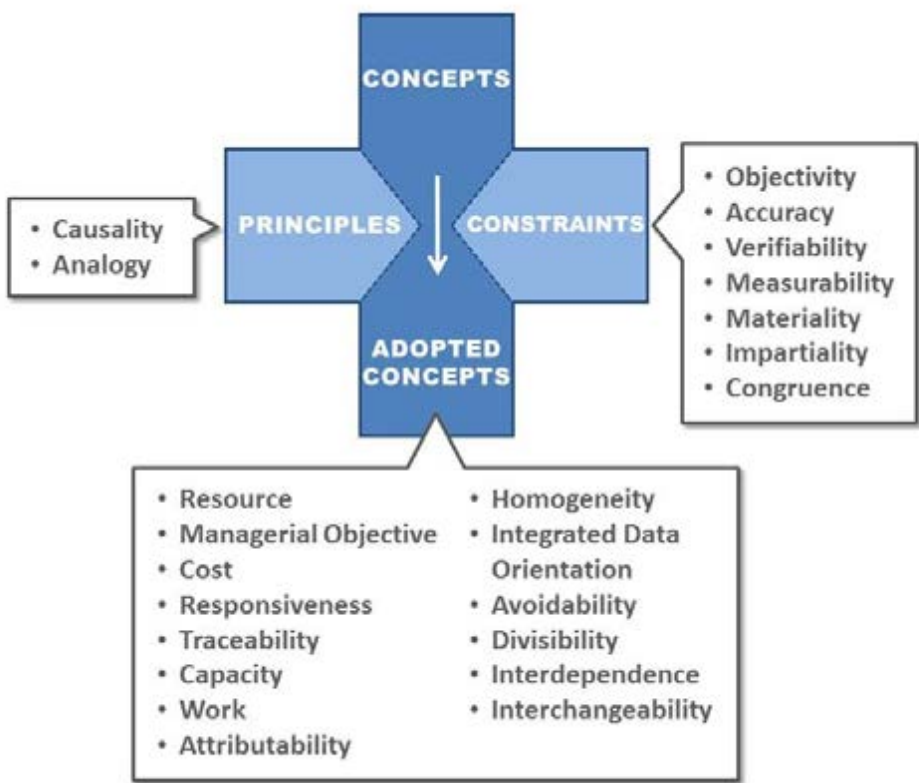 CONCEPTS
PRINCIPLES
CONSTRAINTS
• Causality
• Analogy
• Objectivity
• Accuracy
• Verifiability
• Measurability
• Materiality
• Impartiality
• Congruence
ADOPTED
CONCEPTS
• Resource
• Managerial Objective
• Cost
• Responsiveness
• Traceability
• Capacity
• Work
• Attributability
• Homogeneity
• Integrated Data
Orientation
• Avoidability
• Divisibility
• Interdependence
• Interchangeability